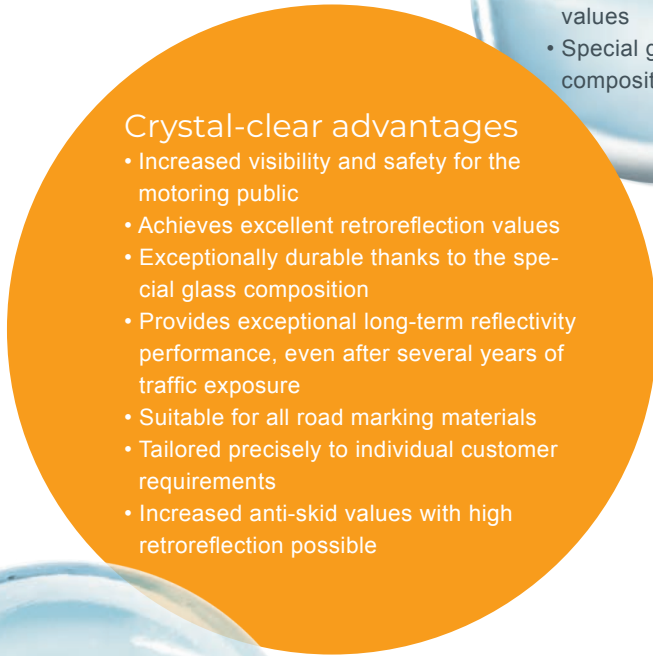 values
• Special
composit
Crystal-clear advantages
• Increased visibility and safety for the
motoring public
• Achieves excellent retroreflection values
• Exceptionally durable thanks to the spe-
cial glass composition
• Provides exceptional long-term reflectivity
performance, even after several years of
traffic exposure
• Suitable for all road marking materials
• Tailored precisely to individual customer
requirements
• Increased anti-skid values with high
retroreflection possible